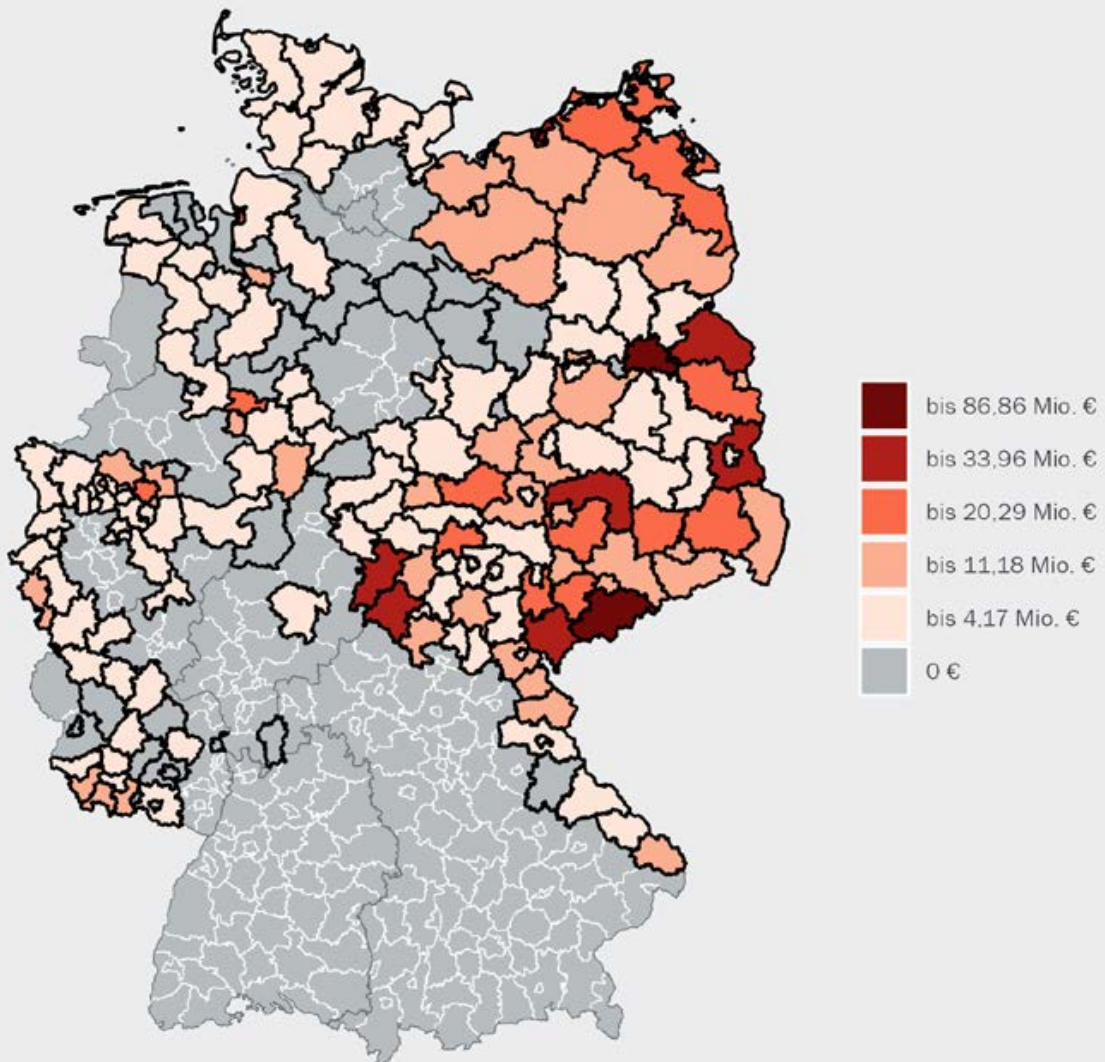 bis 86,86 Mio. €
bis 33,96 Mio. €
bis 20,29 Mio. €
bis 11,18 Mio. €
bis 4,17 Mio. €
0 €